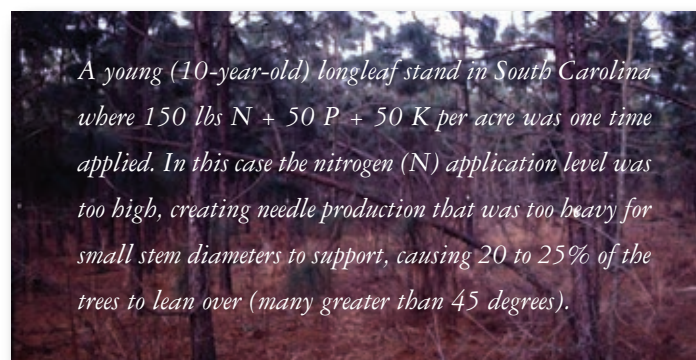 A young (10-year-old) longleaf stand in South Carolina
where 150 lbs N + 50 P + 50 K per acre was one time
applied. In this case the nitrogen (N) application level was
too high, creating needle production that was too heavy for
small stem diameters to support, causing 20 to 25% of the
trees to lean over (many greater than 45 degrees).